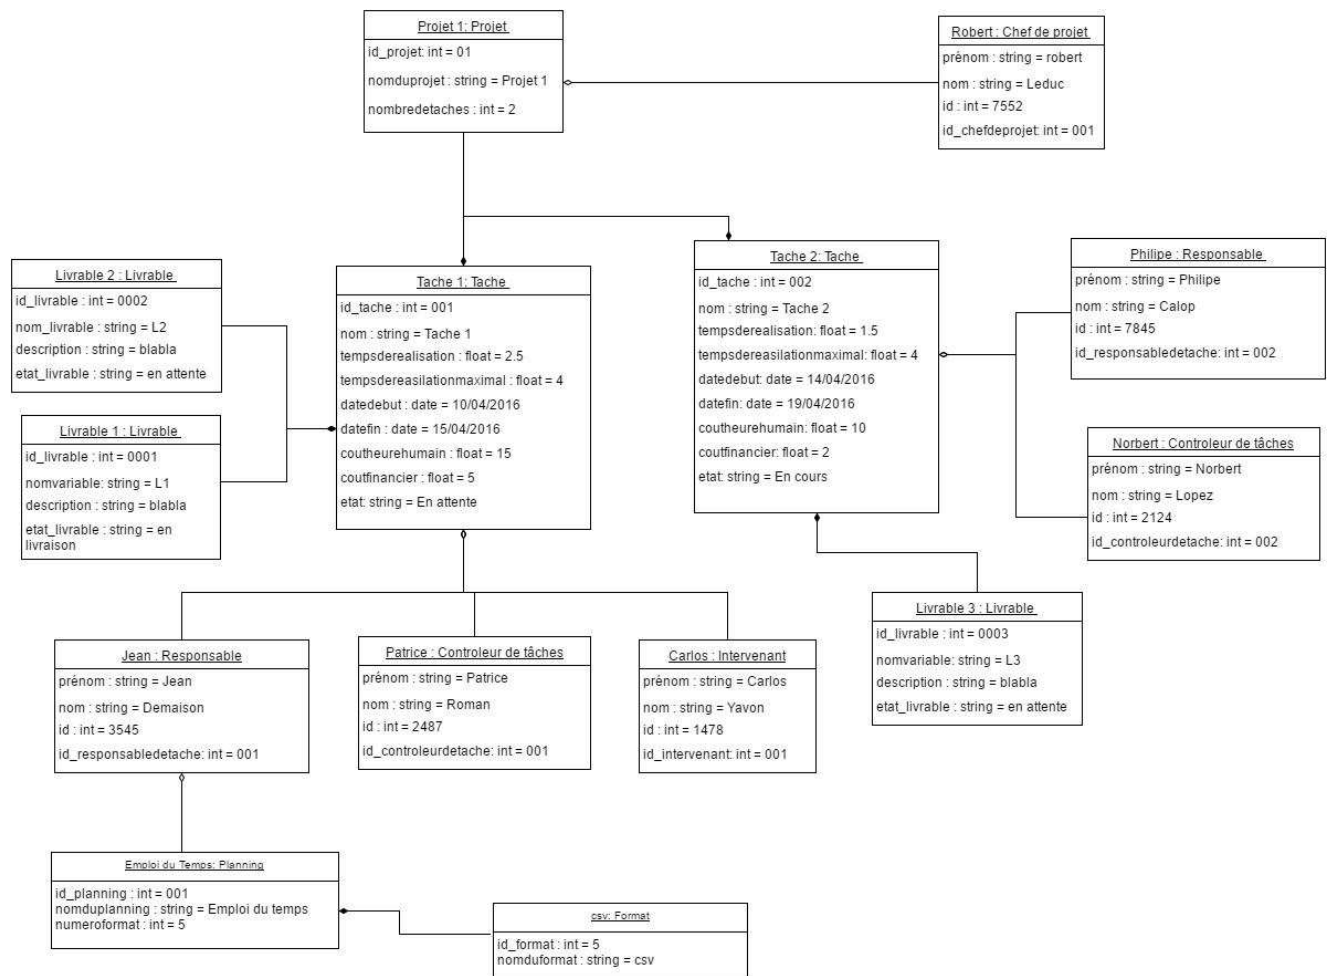 Projet 1: Projet
id_projet: int = 01
nomduprojet : string = Projet 1
nombredetaches : int = 2
Robert : Chef de projet
prénom : string = robert
nom : string = Leduc
id : int = 7552
id_chefdeprojet: int = 001
Livrable 2 : Livrable
id_livrable : int = 0002
nom_livrable : string = L2
description : string = blabla
etat_livrable : string = en attente
Livrable 1 : Livrable
id_livrable : int = 0001
nomvariable: string = L1
description : string = blabla
etat_livrable : string = en
livraison
Tache 1; Tache
id_tache : int = 001
nom : string = Tache 1
tempsderealisation : float = 2.5
tempsdereasilationmaximal : float = 4
datedebut : date = 10/04/2016
datefin : date = 15/04/2016
coutheurehumain : float = 15
coutfinancier : float = 5
etat: string = En attente
Tache 2: Tache
id_tache : int = 002
nom : string = Tache 2
tempsderealisation: float = 1.5
tempsdereasilationmaximal: float = 4
datedebut: date = 14/04/2016
datefin: date = 19/04/2016
coutheurehumain: float = 10
coutfinancier: float = 2
etat: string = En cours
Philipe : Responsable
prénom : string = Philipe
nom : string = Calop
id : int = 7845
id_responsabledetache: int = 002
Norbert : Controleur de tâches
prénom : string = Norbert
nom : string = Lopez
id : int = 2124
id_controleurdetache: int = 002
Jean : Responsable
prénom : string = Jean
nom : string = Demaison
id : int = 3545
id_responsabledetache: int = 001
Patrice : Controleur de tâches
prénom : string = Patrice
nom : string = Roman
id : int = 2487
id_controleurdetache: int = 001
Carlos : Intervenant
prénom : string = Carlos
nom : string = Yavon
id : int = 1478
id_intervenant: int = 001
Livrable 3 : Livrable
id_livrable : int = 0003
nomvariable: string = L3
description : string = blabla
etat_livrable : string = en attente
Emploi du Temps: Planning
id_planning : int = 001
nomduplanning : string = Emploi du temps
numeroformat : int = 5
csv: Format
id_format : int = 5
nomduformat : string = csv